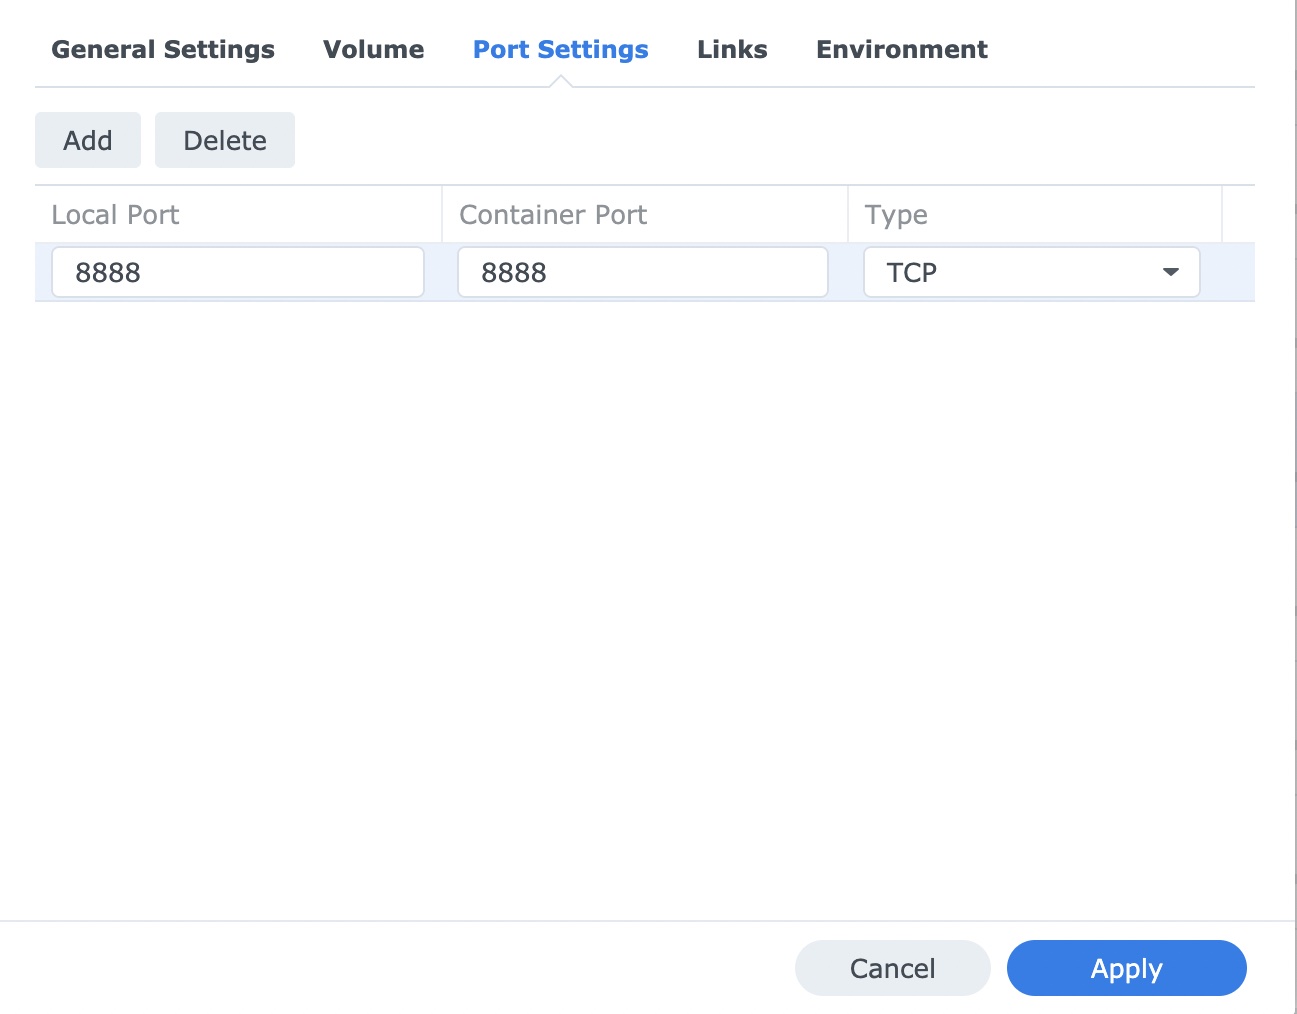 General Settings Volume Port Settings Links Environment
Add Delete
Local Port Container Port Type
8888 8888 TCP
Cancel Apply